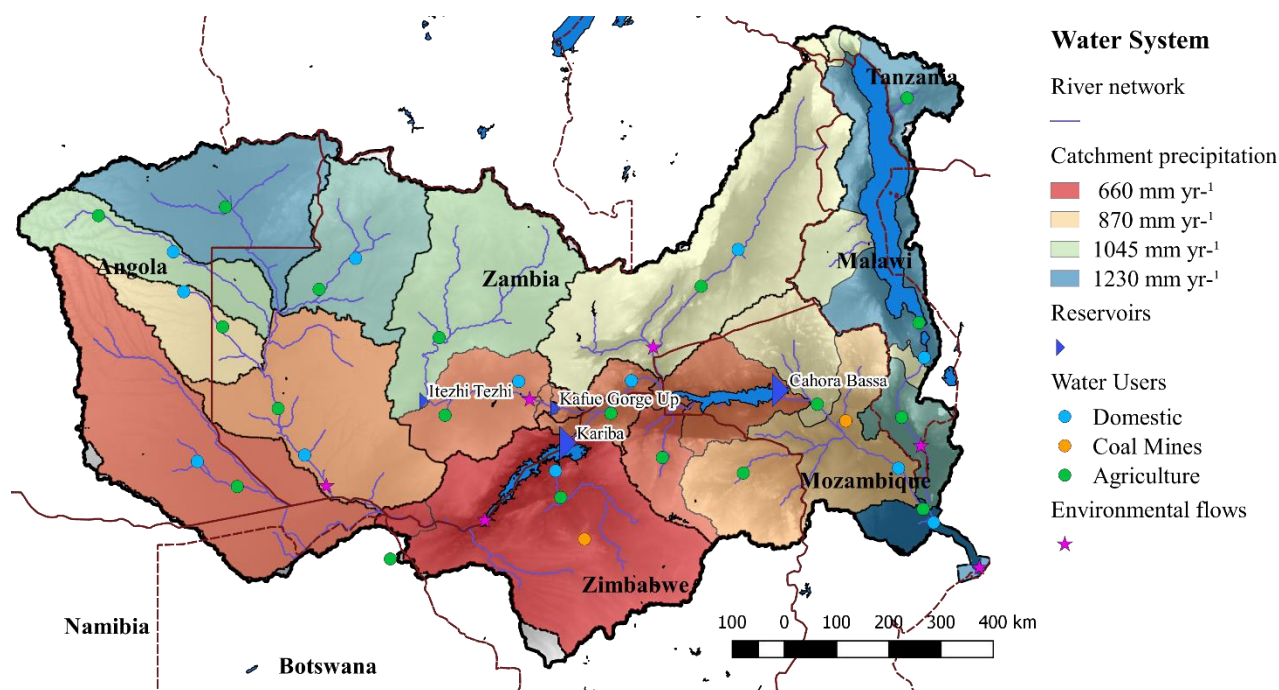 Tanzania
Angola
Zambia
Malawi
Itezhi Tezhi
Kafue Gorge Up
Cahora Bassa
Kariba
Mozambique
Zimbabwe
Namibia
Botswana
100 0 100 200 300 400 km
Water System
River network
Catchment precipitation
660 mm yr-¹
870 mm yr-¹
1045 mm yr-¹
1230 mm yr-¹
Reservoirs
Water Users
Domestic
Coal Mines
Agriculture
Environmental flows